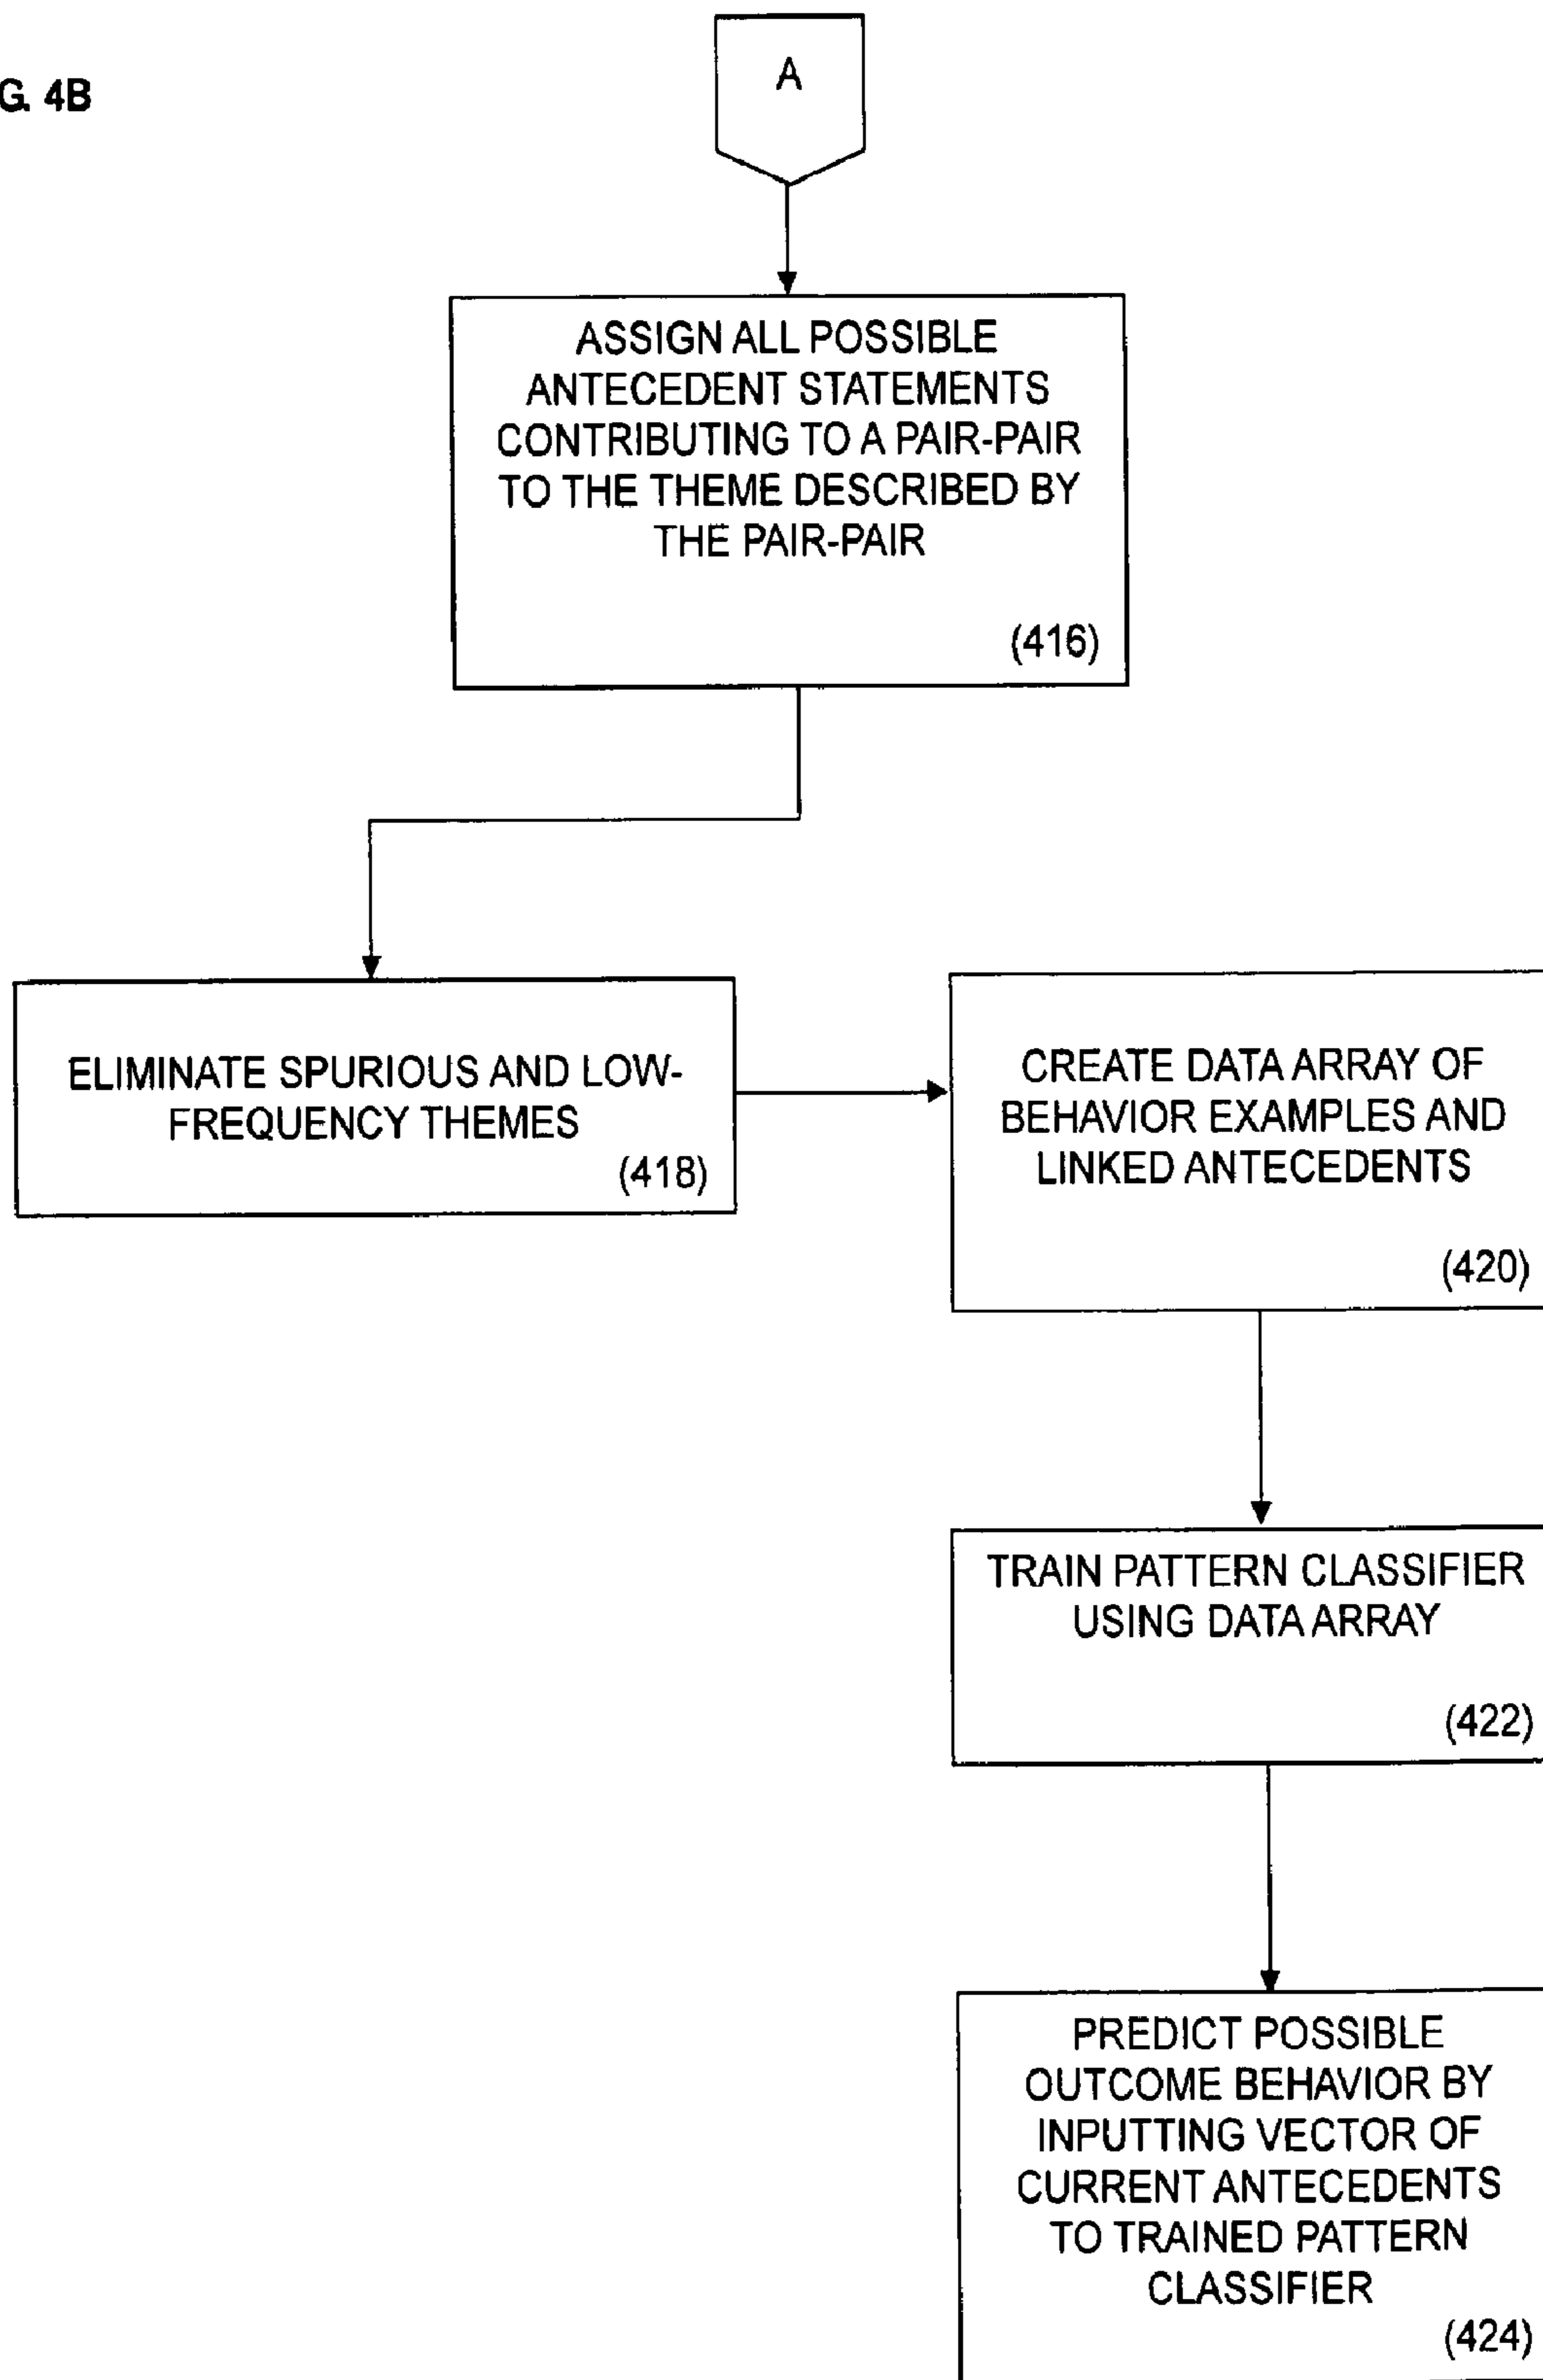 G. 4B
A
ASSIGN ALL POSSIBLE
ANTECEDENT STATEMENTS
CONTRIBUTING TO A PAIR-PAIR
TO THE THEME DESCRIBED BY
THE PAIR-PAIR
(416)
ELIMINATE SPURIOUS AND LOW-
FREQUENCY THEMES
(418)
CREATE DATA ARRAY OF
BEHAVIOR EXAMPLES AND
LINKED ANTECEDENTS
(420)
TRAIN PATTERN CLASSIFIER
USING DATA ARRAY
(422)
PREDICT POSSIBLE
OUTCOME BEHAVIOR BY
INPUTTING VECTOR OF
CURRENT ANTECEDENTS
TO TRAINED PATTERN
CLASSIFIER
(424)